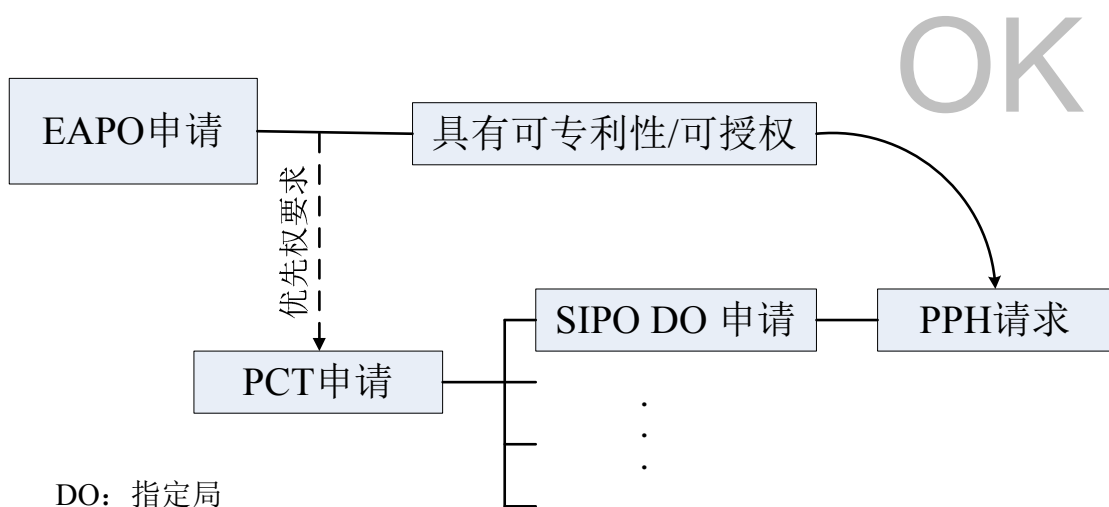 OK
EAPO申请
具有可专利性/可授权
优先权要求
SIPO DO 申请
PPH请求
PCT申请
DO：指定局